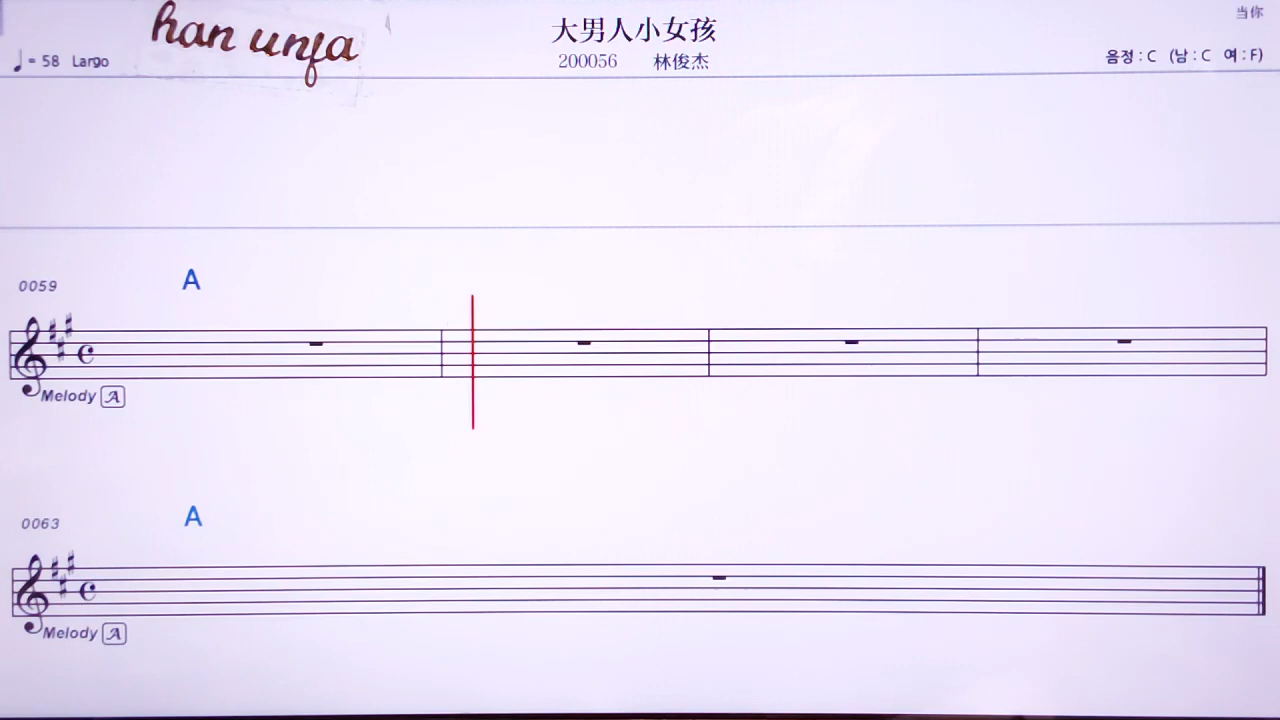 当你
han unfa
大男人小女孩
♩= 58 Largo
200056 林俊杰
음정 : C (남 : C 여 : F)
0059
A
Melody A
0063
A
Melody A